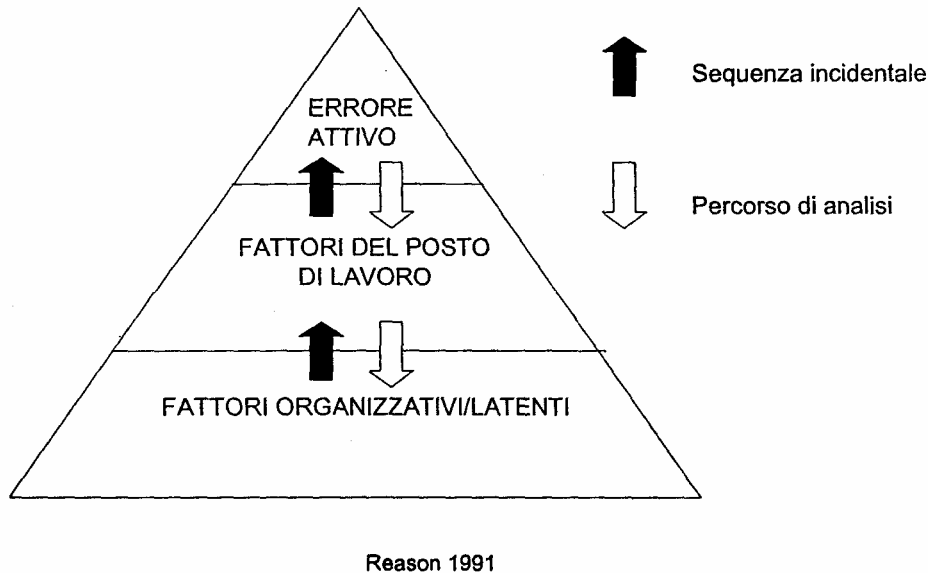 ERRORE
ATTIVO
Sequenza incidentale
Percorso di analisi
FATTORI DEL POSTO
DI LAVORO
FATTORI ORGANIZZATIVI/LATENTI
Reason 1991